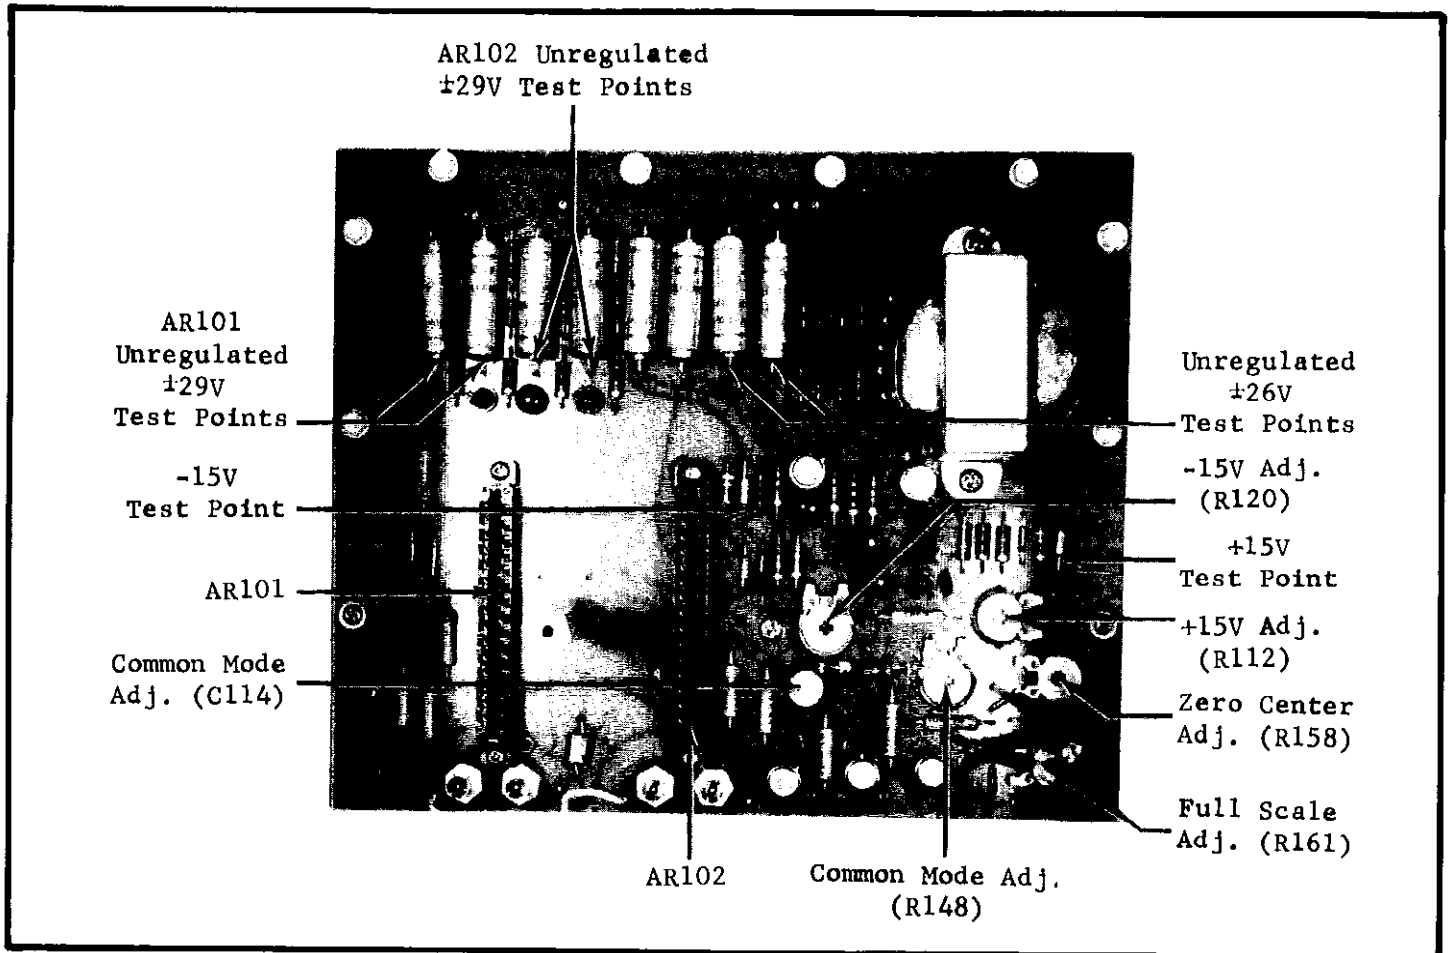 AR102 Unregulated
±29V Test Points
AR101
Unregulated
±29V
Test Points
-15V
Test Point
AR101
Common Mode
Adj. (C114)
Unregulated
±26V
Test Points
-15V Adj.
(R120)
+15V
Test Point
+15V Adj.
(R112)
Zero Center
Adj. (R158)
Full Scale
Adj. (R161)
AR102
Common Mode Adj.
(R148)